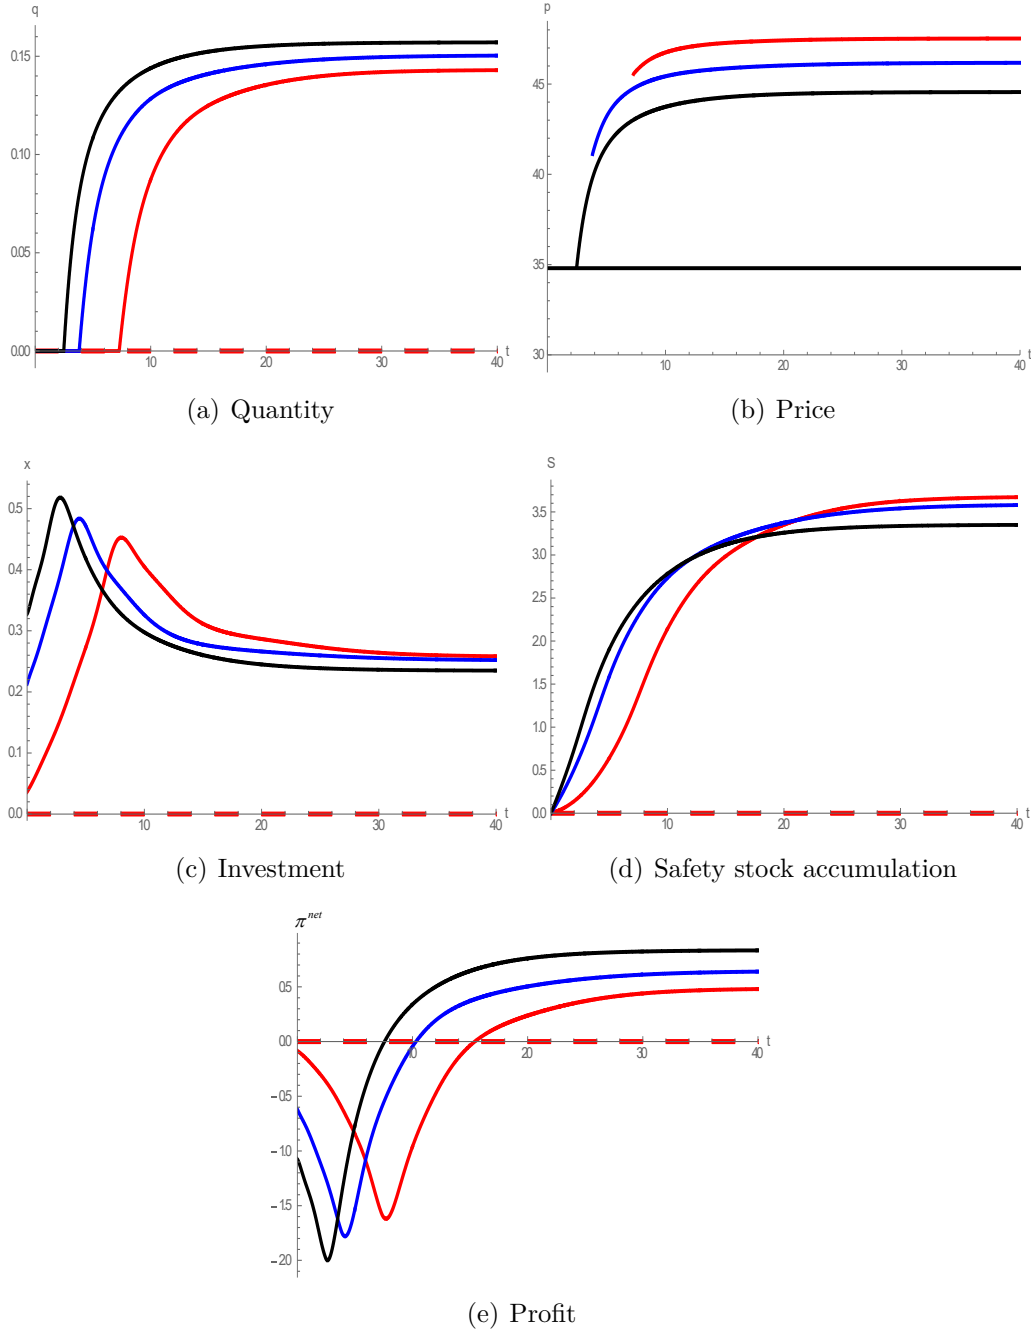 q
0.15
0.10
0.05
0.00
10 20 30 40 t
(a) Quantity
p
45
40
35
30
10 20 30 40 t
(b) Price
x
0.5
0.4
0.3
0.2
0.1
0.0
10 20 30 40 t
(c) Investment
S
3.5
3.0
2.5
2.0
1.5
1.0
0.5
0.0
10 20 30 40 t
(d) Safety stock accumulation
π^net
0.5
0.0
10 20 30 40 t
-0.5
-1.0
-1.5
-2.0
(e) Profit